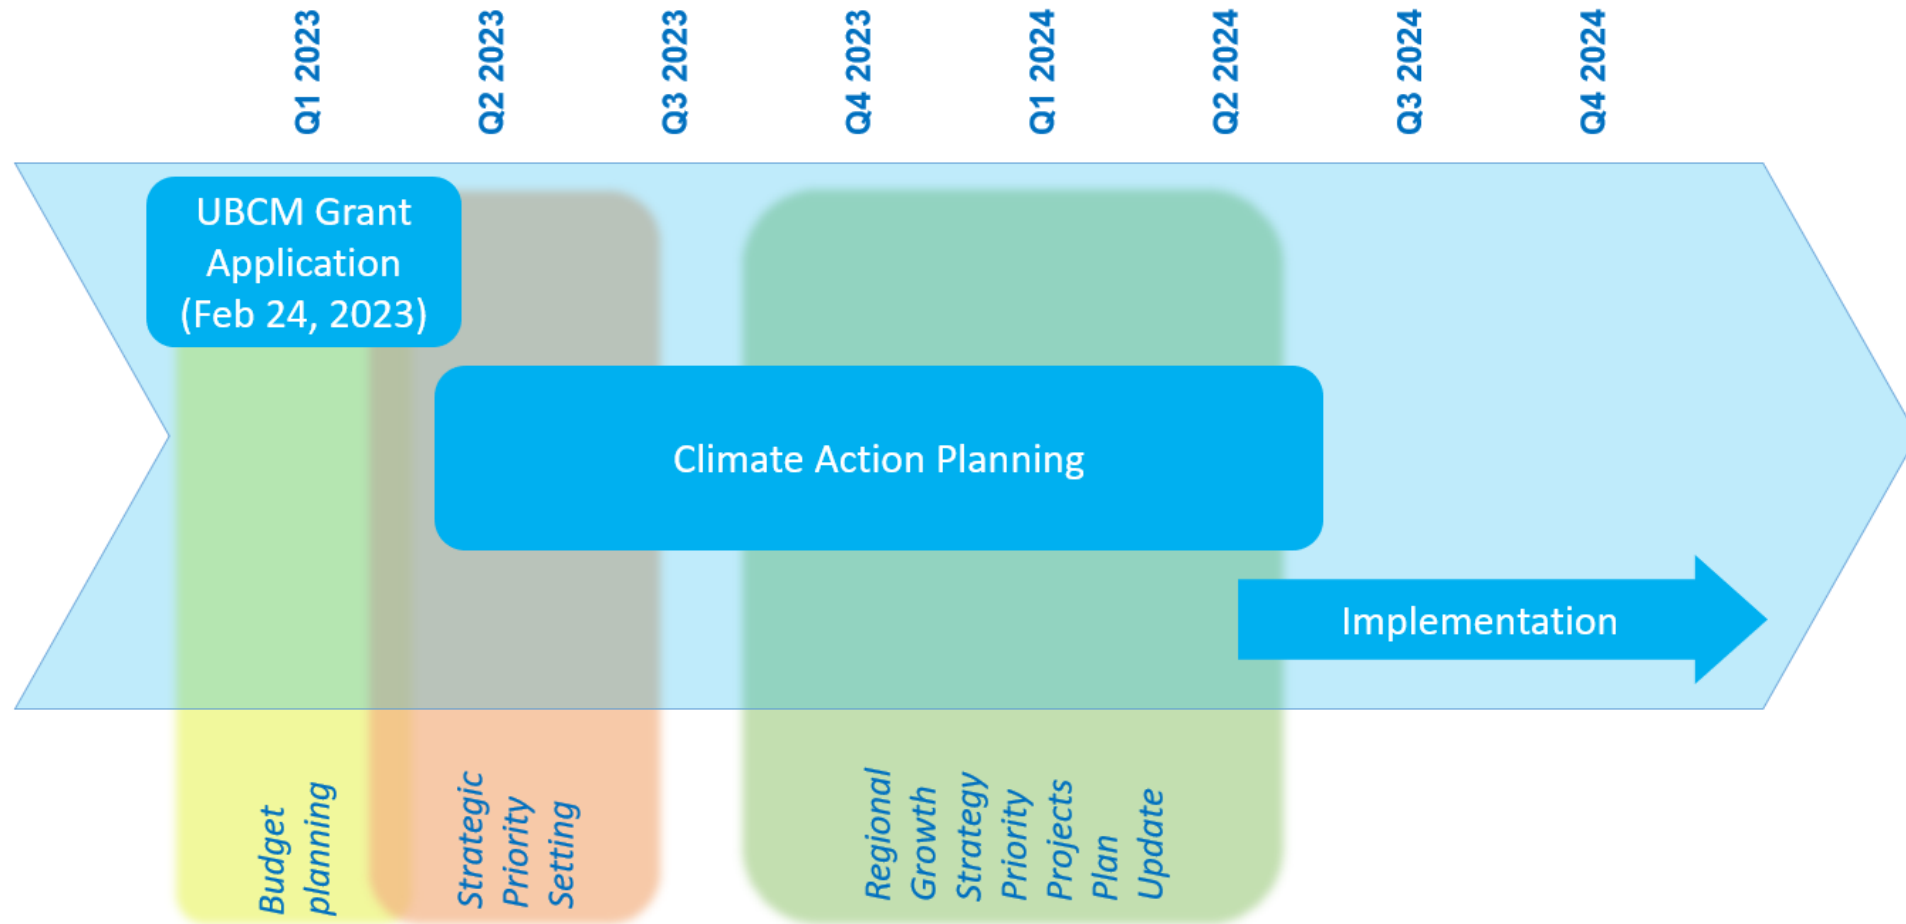 Q1 2023
Q2 2023
Q3 2023
Q4 2023
Q1 2024
Q2 2024
Q3 2024
Q4 2024
UBCM Grant
Application
(Feb 24, 2023)
Climate Action Planning
Implementation
Budget
planning
Strategic
Priority
Setting
Regional
Growth
Strategy
Priority
Projects
Plan
Update